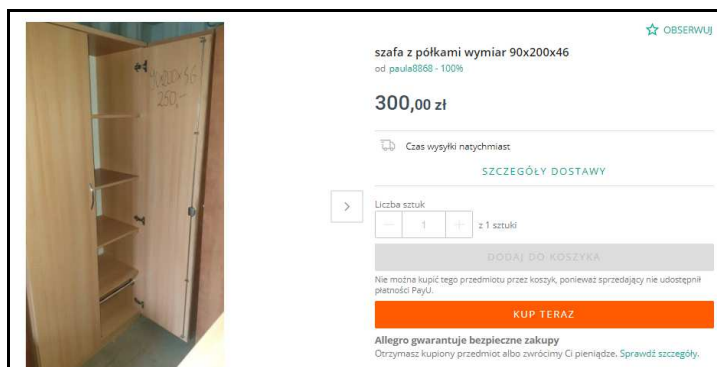 OBSERWUJ
szafa z półkami wymiar 90x200x46
od paula8868 - 100%
300,00 zł
Czas wysyłki natychmiast
SZCZEGÓŁY DOSTAWY
Liczba sztuk
1
z 1 sztuki
DODAJ DO KOSZYKA
Nie można kupić tego przedmiotu przez koszyk, ponieważ sprzedający nie udostępnił
płatności PayU.
KUP TERAZ
Allegro gwarantuje bezpieczne zakupy
Otrzymasz kupiony przedmiot albo zwrócimy Ci pieniądze. Sprawdź szczegóły.
250,-